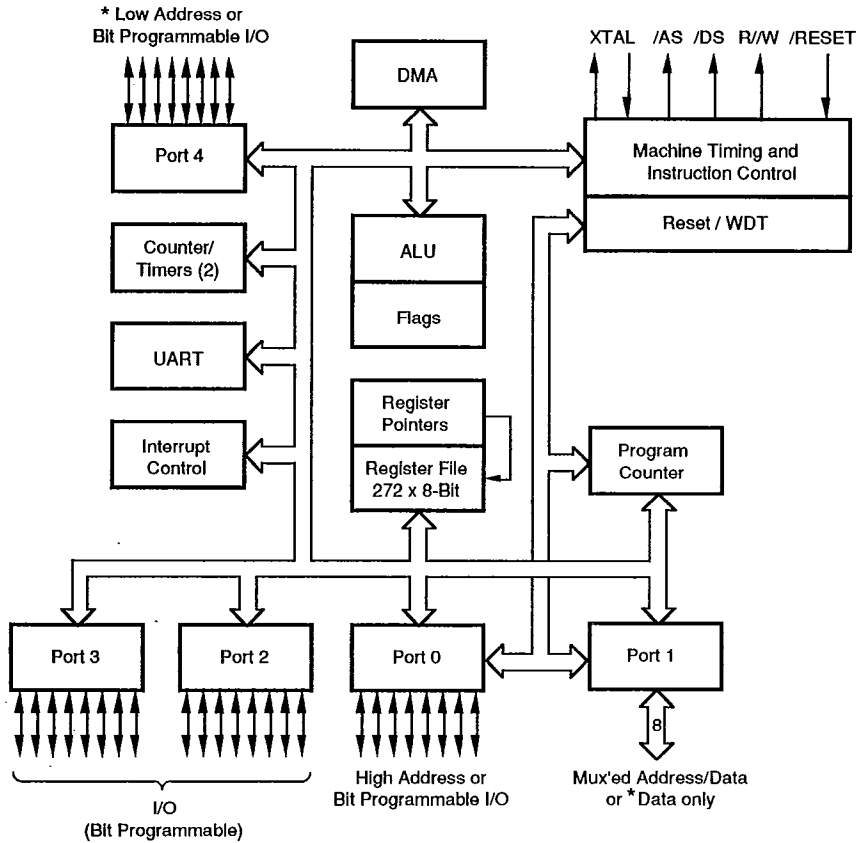 * Low Address or
Bit Programmable I/O
XTAL /AS /DS R//W /RESET
DMA
Port 4
Machine Timing and
Instruction Control
Reset / WDT
Counter/
Timers (2)
ALU
Flags
UART
Register
Pointers
Interrupt
Control
Register File
272 x 8-Bit
Program
Counter
Port 3
Port 2
Port 0
Port 1
8
High Address or
Bit Programmable I/O
Mux'ed Address/Data
or * Data only
I/O
(Bit Programmable)